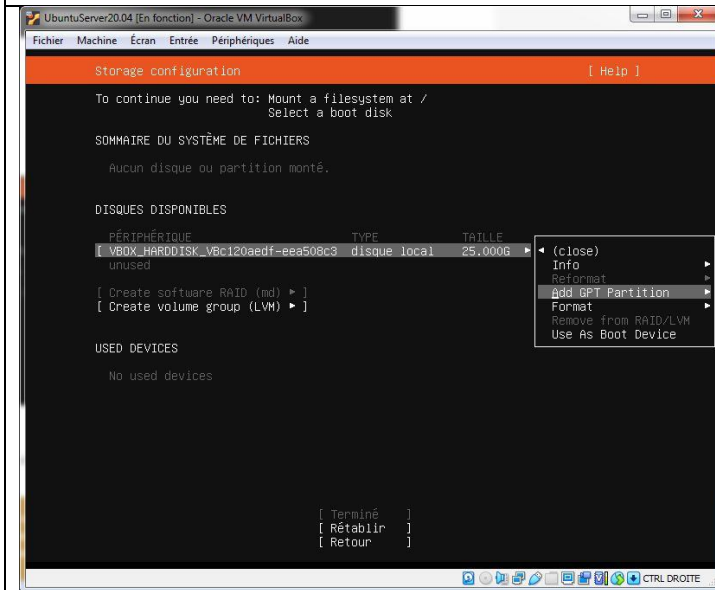 UbuntuServer20.04 [En fonction] - Oracle VM VirtualBox
Fichier Machine Écran Entrée Périphériques Aide
Storage configuration [ Help ]
To continue you need to: Mount a filesystem at /
Select a boot disk
SOMMAIRE DU SYSTÈME DE FICHIERS
Aucun disque ou partition monté.
DISQUES DISPONIBLES
PÉRIPHÉRIQUE TYPE TAILLE
[ VBOX_HARDDISK_VBc120aedf-eea508c3 disque local 25.000G ▸
unused
[ Create software RAID (md) ▸ ]
[ Create volume group (LVM) ▸ ]
◂ (close)
Info ▸
Reformat ▸
Add GPT Partition ▸
Format ▸
Remove from RAID/LVM
Use As Boot Device
USED DEVICES
No used devices
[ Terminé ]
[ Rétablir ]
[ Retour ]
CTRL DROITE